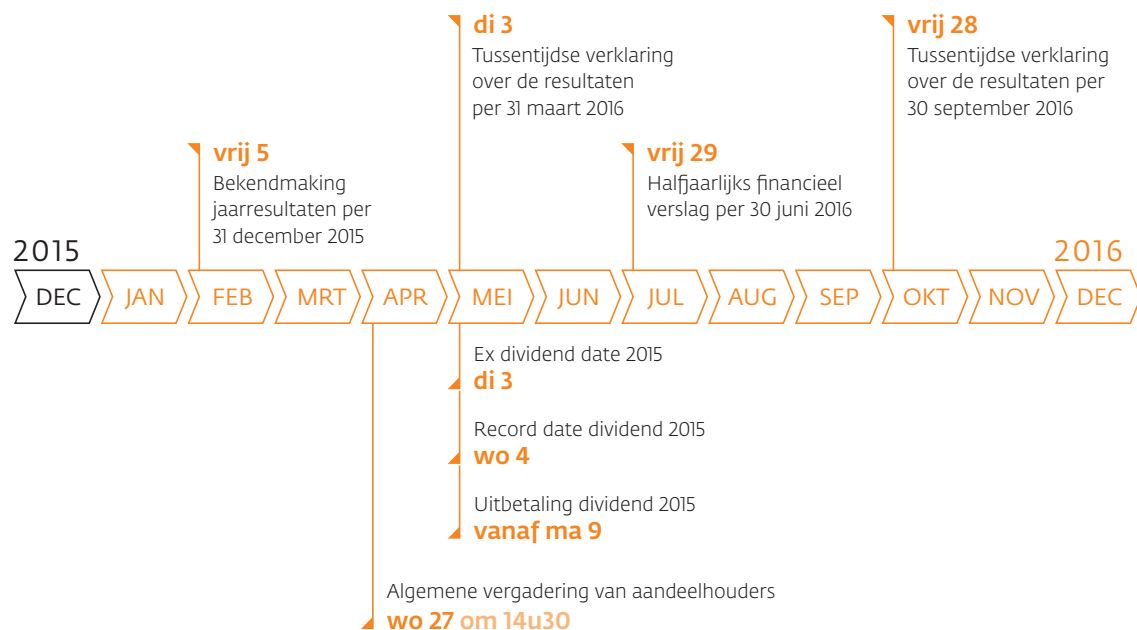 di 3
Tussentijdse verklaring
over de resultaten
per 31 maart 2016
vrij 28
Tussentijdse verklaring
over de resultaten per
30 september 2016
vrij 5
Bekendmaking
jaarresultaten per
31 december 2015
vrij 29
Halfjaarlijks financieel
verslag per 30 juni 2016
2015
2016
DEC JAN FEB MRT APR MEI JUN JUL AUG SEP OKT NOV DEC
Ex dividend date 2015
di 3
Record date dividend 2015
wo 4
Uitbetaling dividend 2015
vanaf ma 9
Algemene vergadering van aandeelhouders
wo 27 om 14u30